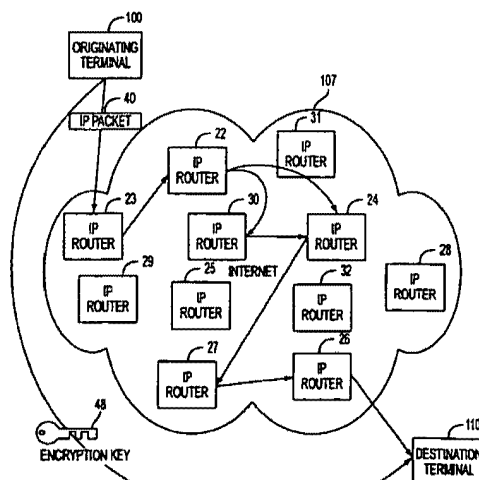 100
ORIGINATING
TERMINAL
40
IP PACKET
107
22
IP
ROUTER
31
IP
ROUTER
23
IP
ROUTER
30
IP
ROUTER
24
IP
ROUTER
29
IP
ROUTER
25
IP
ROUTER
INTERNET
32
IP
ROUTER
28
IP
ROUTER
27
IP
ROUTER
26
IP
ROUTER
48
ENCRYPTION KEY
110
DESTINATION
TERMINAL